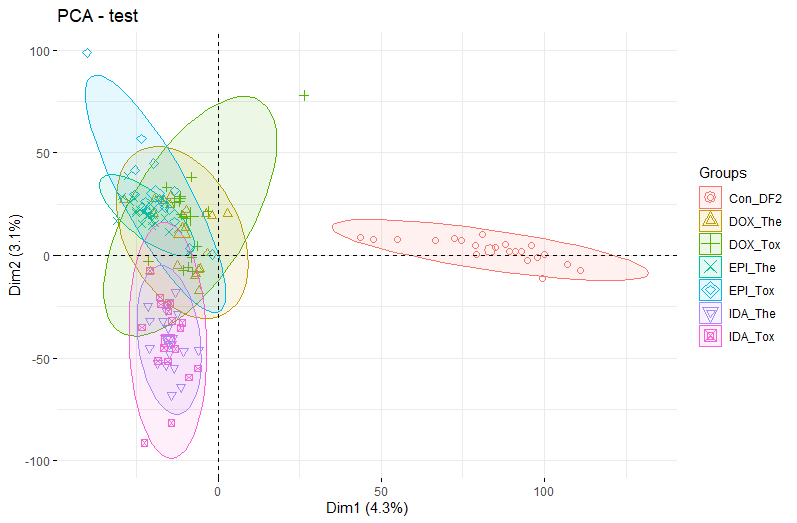 PCA - test
100
50
0
-50
-100
Dim2 (3.1%)
0
50
100
Dim1 (4.3%)
Groups
Con_DF2
DOX_The
DOX_Tox
EPI_The
EPI_Tox
IDA_The
IDA_Tox